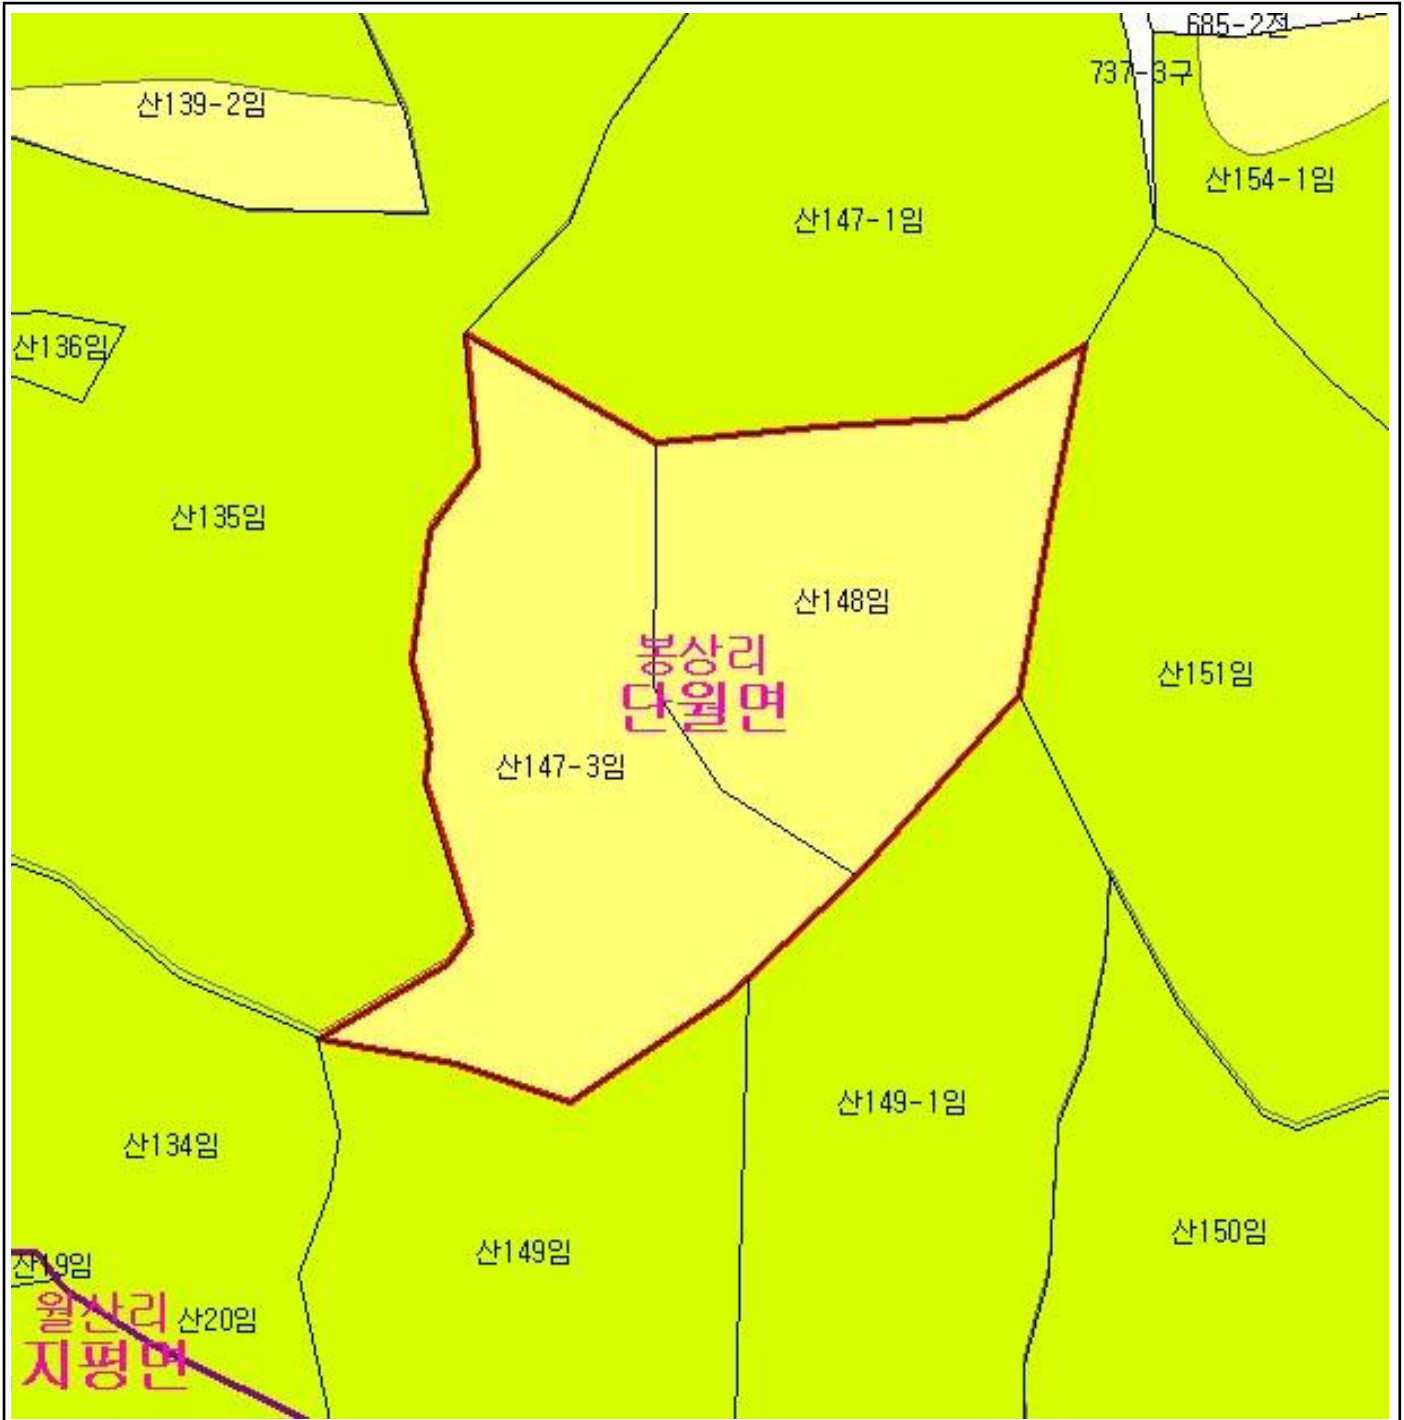 685-2전
737-3구
산139-2임
산154-1임
산147-1임
산136임
산135임
산148임
봉상리
단월면
산151임
산147-3임
산149-1임
산134임
산150임
산149임
산19임
월산리
산20임
지평면